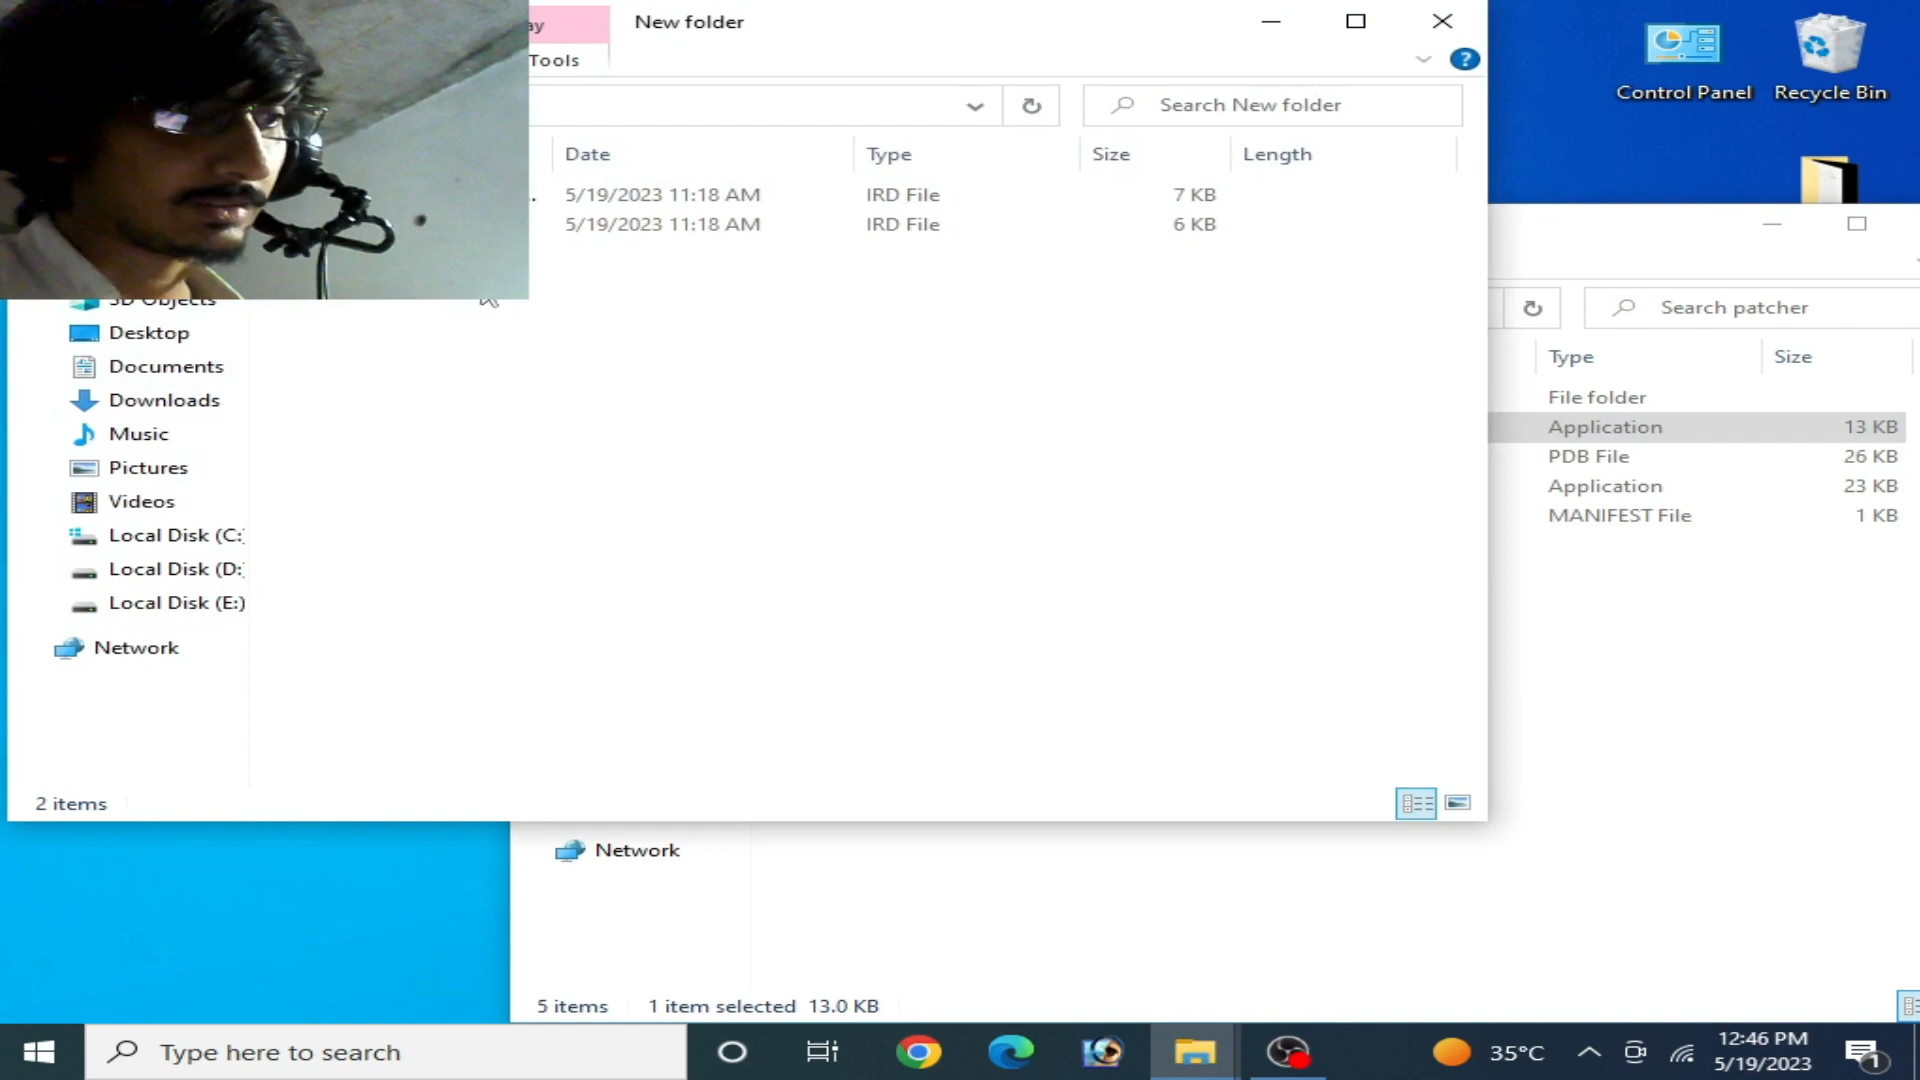 ay
New folder
Tools
Search New folder
Date
Type
Size
Length
5/19/2023 11:18 AM
IRD File
7 KB
5/19/2023 11:18 AM
IRD File
6 KB
3D Objects
Desktop
Documents
Downloads
Music
Pictures
Videos
Local Disk (C:
Local Disk (D:
Local Disk (E:)
Network
2 items
Control Panel
Recycle Bin
Search patcher
Type
Size
File folder
Application
13 KB
PDB File
26 KB
Application
23 KB
MANIFEST File
1 KB
Network
5 items
1 item selected 13.0 KB
Type here to search
35°C
12:46 PM
5/19/2023
1